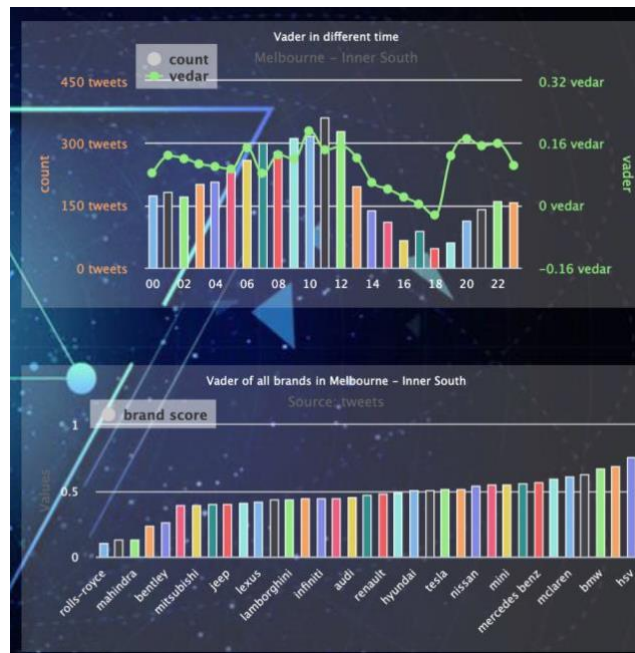 Vader in different time
Melbourne - Inner South
count
vedar
450 tweets
300 tweets
150 tweets
0 tweets
count
0.32 vedar
0.16 vedar
0 vedar
-0.16 vedar
vader
00 02 04 06 08 10 12 14 16 18 20 22
Vader of all brands in Melbourne - Inner South
Source: tweets
brand score
Values
1
0.5
0
rolls-royce mahindra bentley mitsubishi jeep lexus lamborghini infiniti audi renault hyundai tesla nissan mini mercedes benz mclaren bmw hsv